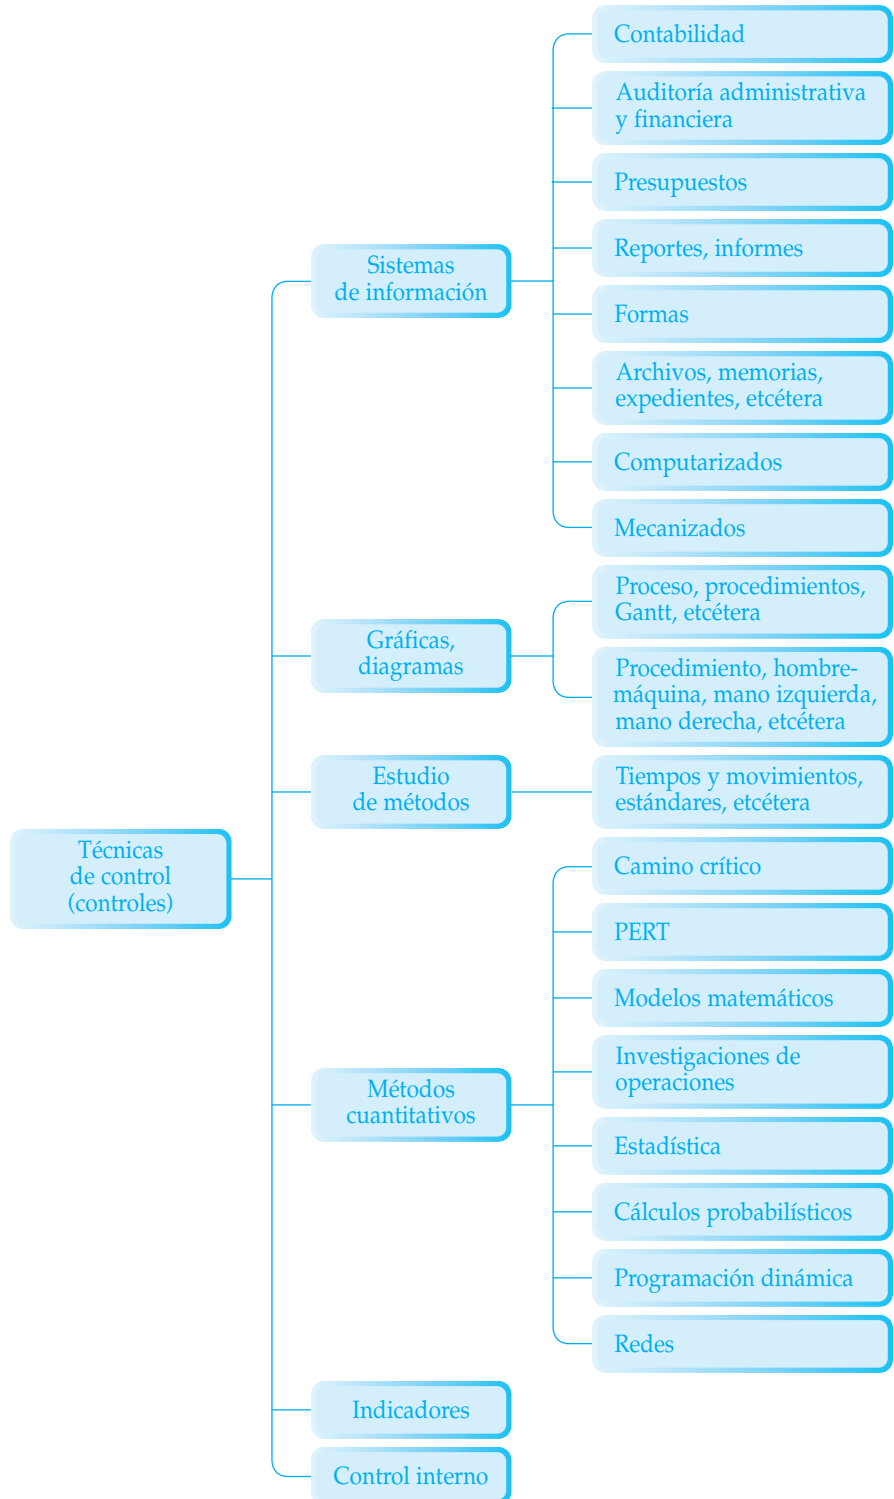 Contabilidad
Auditoría administrativa
y financiera
Presupuestos
Reportes, informes
Sistemas
de información
Formas
Archivos, memorias,
expedientes, etcétera
Computarizados
Mecanizados
Proceso, procedimientos,
Gantt, etcétera
Gráficas,
diagramas
Procedimiento, hombre-
máquina, mano izquierda,
mano derecha, etcétera
Estudio
de métodos
Tiempos y movimientos,
estándares, etcétera
Técnicas
de control
(controles)
Camino crítico
PERT
Modelos matemáticos
Investigaciones de
operaciones
Métodos
cuantitativos
Estadística
Cálculos probabilísticos
Programación dinámica
Redes
Indicadores
Control interno